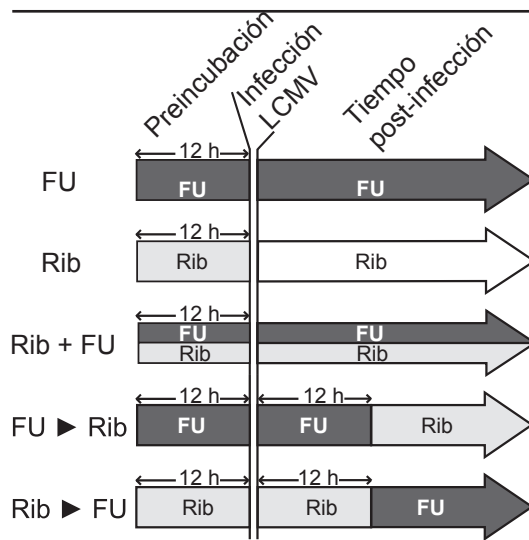 Preincubación
Infección
LCMV
Tiempo
post-infección
12 h
FU
FU
FU
12 h
Rib
Rib
Rib
12 h
Rib + FU
FU
FU
Rib
Rib
12 h
12 h
FU ► Rib
FU
FU
Rib
12 h
12 h
Rib ► FU
Rib
Rib
FU